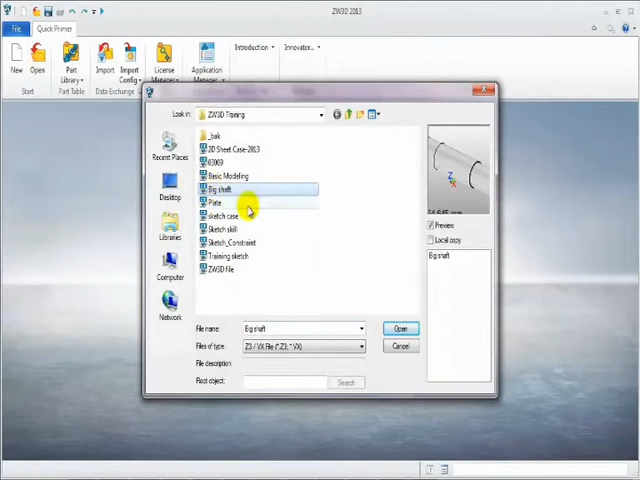 ZW3D 2013
File
Quick Primer
New
Open
Part Library
Import
Import Config
License Manager
Application Manager
Introduction
Innovator...
Start
Part Table
Data Exchange
Look in:
ZW3D Training
Recent Places
Desktop
Libraries
Computer
Network
_bak
2D Sheet Case-2013
03009
Basic Modeling
Big shaft
Plate
sketch case
Sketch skill
Sketch_Constraint
Training sketch
ZW3D file
54.645 mm
Preview
Local copy
Big shaft
File name:
Big shaft
Open
Files of type:
Z3 / VX File (*.Z3; *.VX)
Cancel
File description:
Root object:
Search